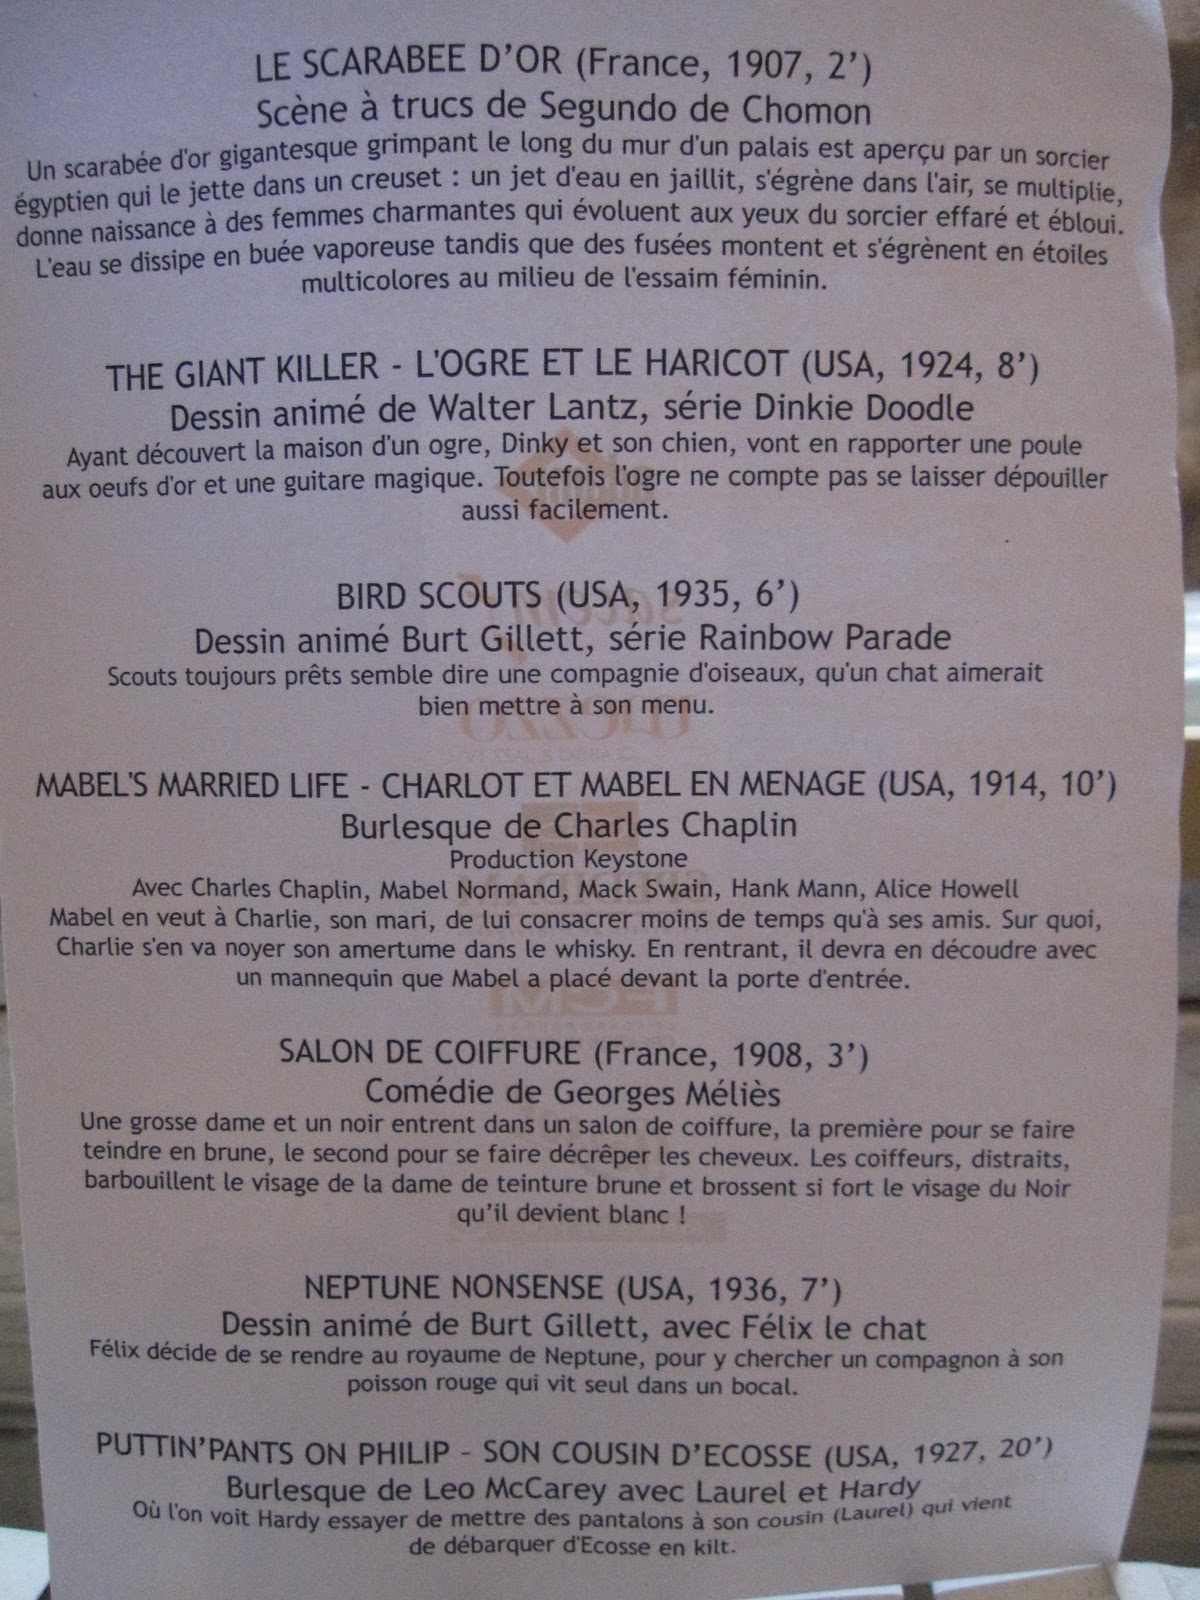 LE SCARABEE D'OR (France, 1907, 2')
Scène à trucs de Segundo de Chomon
Un scarabée d'or gigantesque grimpant le long du mur d'un palais est aperçu par un sorcier
égyptien qui le jette dans un creuset : un jet d'eau en jaillit, s'égrène dans l'air, se multiplie,
donne naissance à des femmes charmantes qui évoluent aux yeux du sorcier effaré et ébloui.
L'eau se dissipe en buée vaporeuse tandis que des fusées montent et s'égrènent en étoiles
multicolores au milieu de l'essaim féminin.
THE GIANT KILLER - L'OGRE ET LE HARICOT (USA, 1924, 8')
Dessin animé de Walter Lantz, série Dinkie Doodle
Ayant découvert la maison d'un ogre, Dinky et son chien, vont en rapporter une poule
aux oeufs d'or et une guitare magique. Toutefois l'ogre ne compte pas se laisser dépouiller
aussi facilement.
BIRD SCOUTS (USA, 1935, 6')
Dessin animé Burt Gillett, série Rainbow Parade
Scouts toujours prêts semble dire une compagnie d'oiseaux, qu'un chat aimerait
bien mettre à son menu.
MABEL'S MARRIED LIFE - CHARLOT ET MABEL EN MENAGE (USA, 1914, 10')
Burlesque de Charles Chaplin
Production Keystone
Avec Charles Chaplin, Mabel Normand, Mack Swain, Hank Mann, Alice Howell
Mabel en veut à Charlie, son mari, de lui consacrer moins de temps qu'à ses amis. Sur quoi,
Charlie s'en va noyer son amertume dans le whisky. En rentrant, il devra en découdre avec
un mannequin que Mabel a placé devant la porte d'entrée.
SALON DE COIFFURE (France, 1908, 3')
Comédie de Georges Méliès
Une grosse dame et un noir entrent dans un salon de coiffure, la première pour se faire
teindre en brune, le second pour se faire décrêper les cheveux. Les coiffeurs, distraits,
barbouillent le visage de la dame de teinture brune et brossent si fort le visage du Noir
qu'il devient blanc !
NEPTUNE NONSENSE (USA, 1936, 7')
Dessin animé de Burt Gillett, avec Félix le chat
Félix décide de se rendre au royaume de Neptune, pour y chercher un compagnon à son
poisson rouge qui vit seul dans un bocal.
PUTTIN'PANTS ON PHILIP - SON COUSIN D'ECOSSE (USA, 1927, 20')
Burlesque de Leo McCarey avec Laurel et Hardy
Où l'on voit Hardy essayer de mettre des pantalons à son cousin (Laurel) qui vient
de débarquer d'Ecosse en kilt.